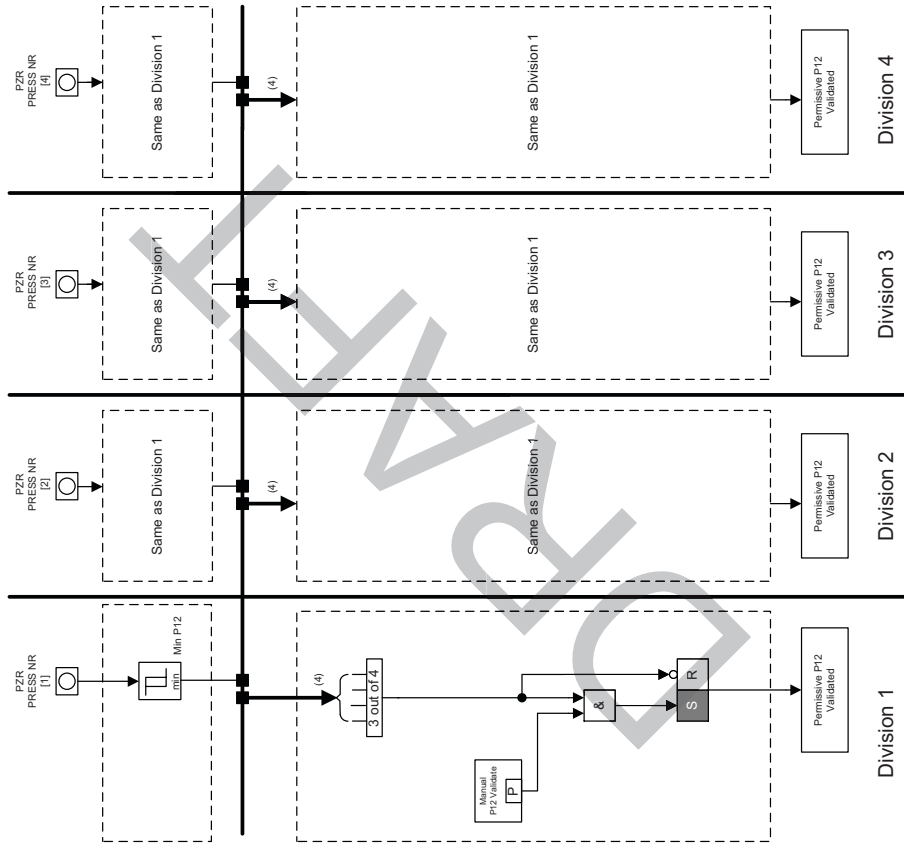 PZR
PRESS NR
[1]
PZR
PRESS NR
[2]
PZR
PRESS NR
[3]
PZR
PRESS NR
[4]
min
Min P12
Same as Division 1
Same as Division 1
Same as Division 1
(4)
(4)
(4)
(4)
3 out of 4
Manual
P12 Validate
P
&
S R
Same as Division 1
Same as Division 1
Same as Division 1
Permissive P12
Validated
Permissive P12
Validated
Permissive P12
Validated
Permissive P12
Validated
Division 1
Division 2
Division 3
Division 4
DRAFT